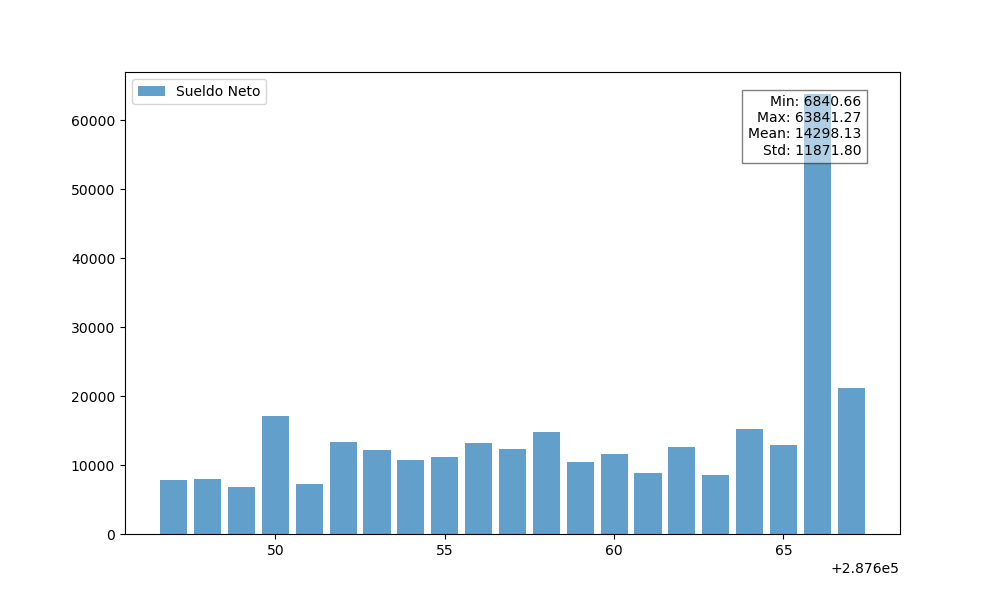 Sueldo Neto
Min: 6840.66
Max: 63841.27
Mean: 14298.13
Std: 11871.80
60000
50000
40000
30000
20000
10000
0
50
55
60
65
+2.876e5